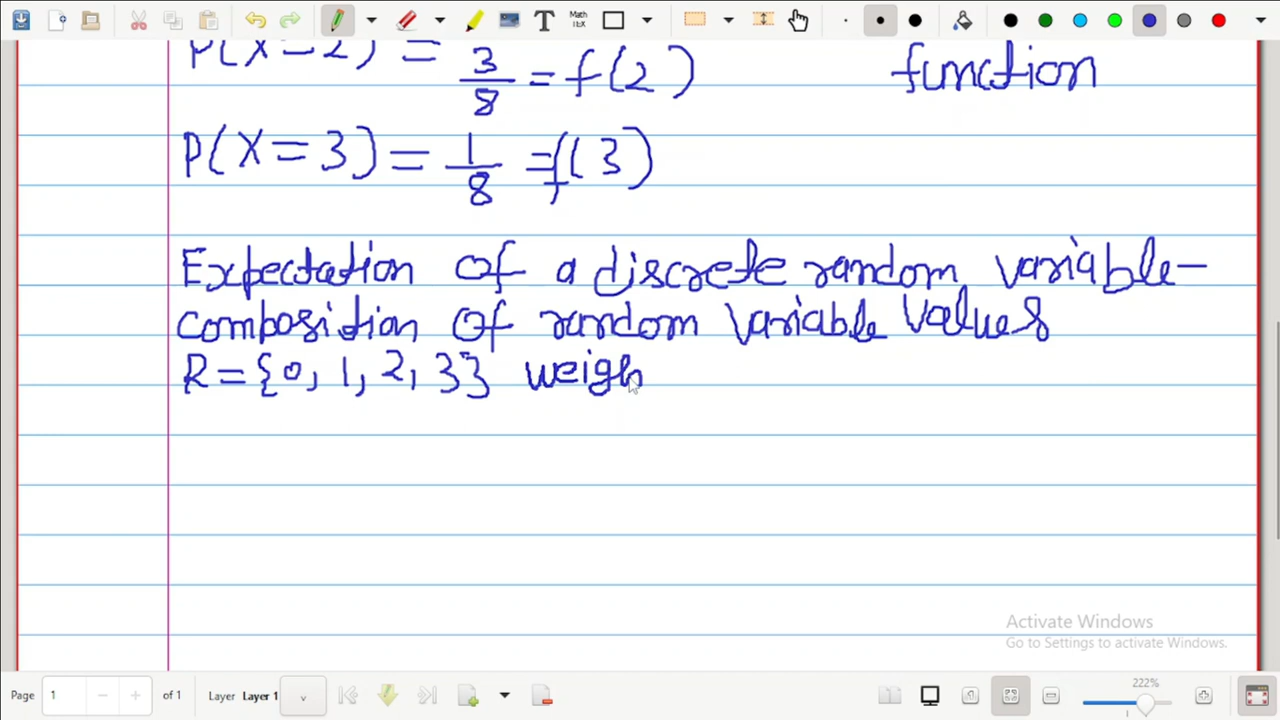 Math
TEX
P(X=2) = 3/8 = f(2)
function
P(X=3) = 1/8 = f(3)
Expectation of a discrete random variable-
composition of random variable values
R={0, 1, 2, 3} weigh
Activate Windows
Go to Settings to activate Windows.
Page 1 of 1 Layer Layer 1
222%